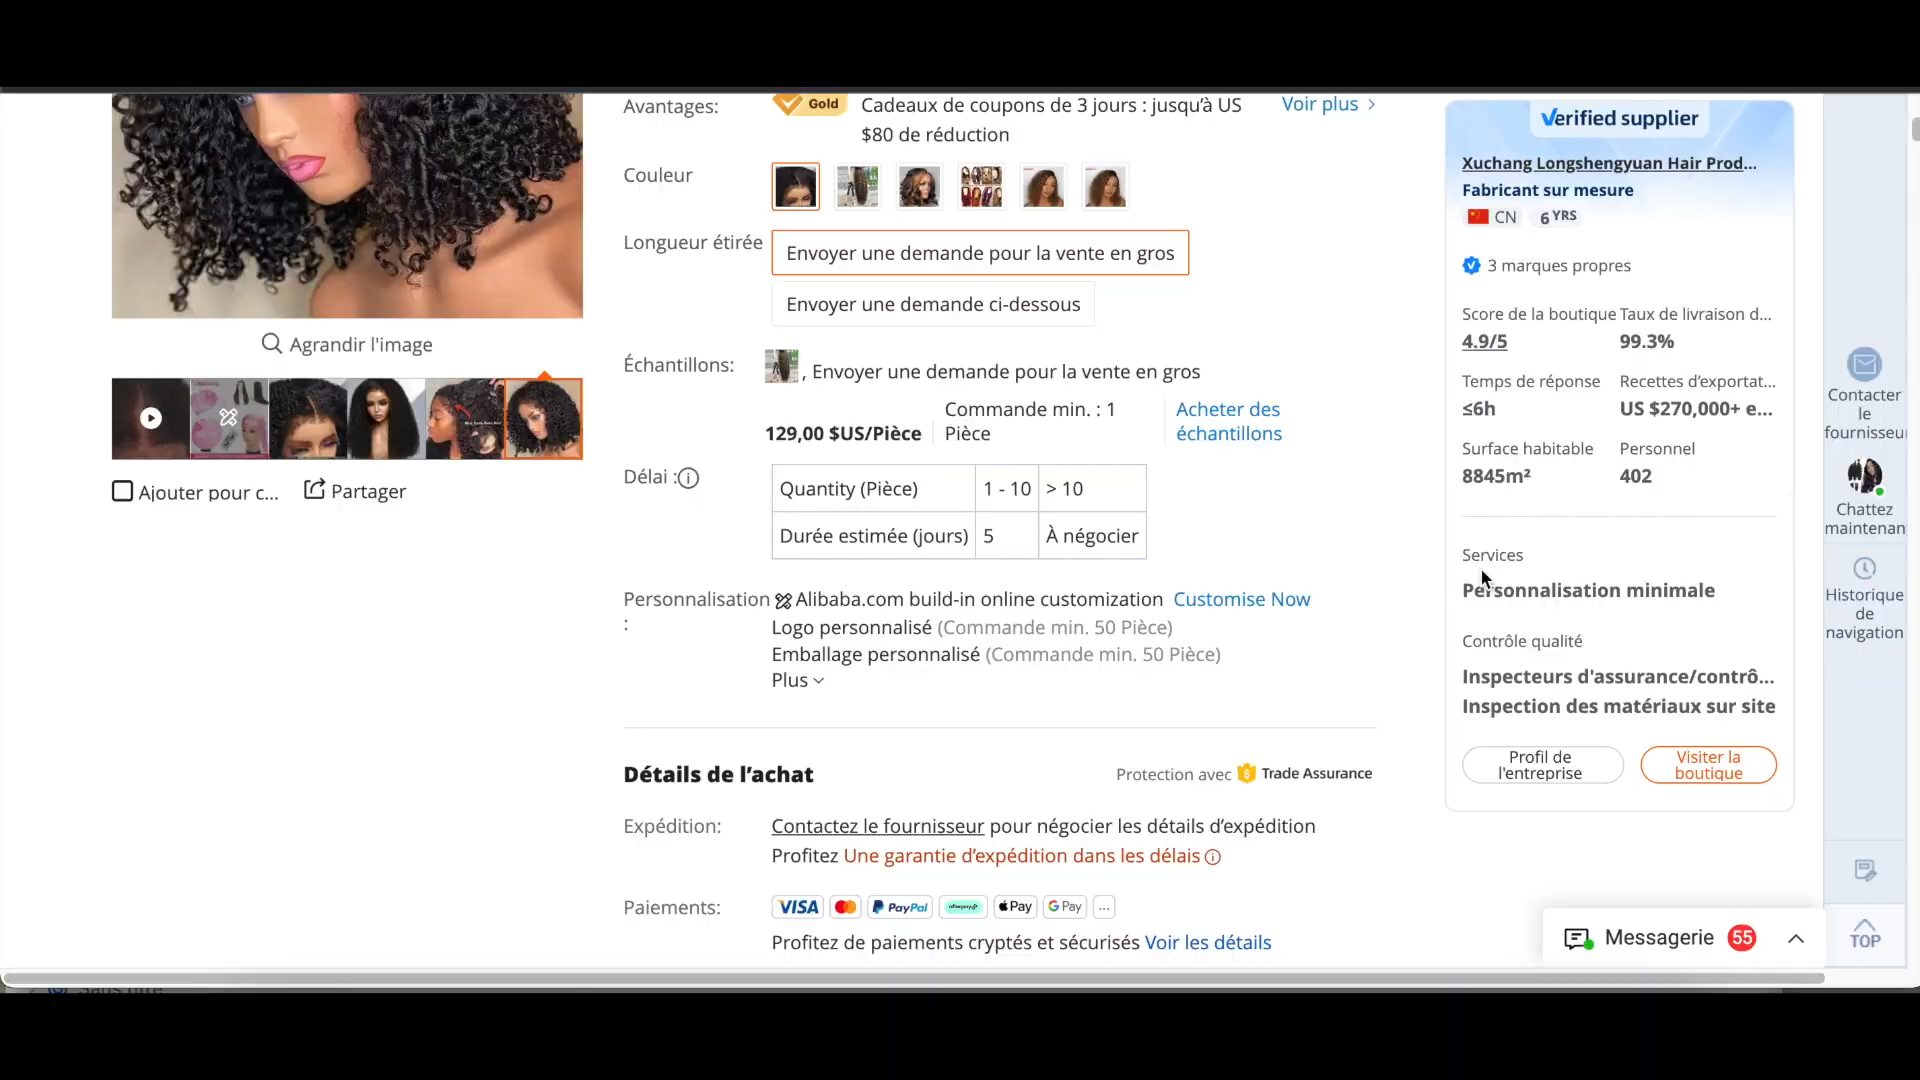 Avantages:
Gold
Cadeaux de coupons de 3 jours : jusqu'à US
$80 de réduction
Voir plus
Couleur
Longueur étirée
Envoyer une demande pour la vente en gros
Envoyer une demande ci-dessous
Agrandir l'image
Échantillons:
, Envoyer une demande pour la vente en gros
129,00 $US/Pièce
Commande min. : 1
Pièce
Acheter des
échantillons
Ajouter pour c...
Partager
Délai :
Quantity (Pièce) 1 - 10 > 10
Durée estimée (jours) 5 À négocier
Personnalisation
:
Alibaba.com build-in online customization Customise Now
Logo personnalisé (Commande min. 50 Pièce)
Emballage personnalisé (Commande min. 50 Pièce)
Plus
Détails de l’achat
Protection avec Trade Assurance
Expédition:
Contactez le fournisseur pour négocier les détails d’expédition
Profitez Une garantie d’expédition dans les délais
Paiements:
VISA PayPal afterpay Pay G Pay ...
Profitez de paiements cryptés et sécurisés Voir les détails
Verified supplier
Xuchang Longshengyuan Hair Prod...
Fabricant sur mesure
CN 6 YRS
3 marques propres
Score de la boutique Taux de livraison d...
4.9/5 99.3%
Temps de réponse Recettes d’exportat...
≤6h US $270,000+ e...
Surface habitable Personnel
8845m² 402
Services
Personnalisation minimale
Contrôle qualité
Inspecteurs d'assurance/contrô...
Inspection des matériaux sur site
Profil de
l'entreprise
Visiter la
boutique
Contacter
le
fournisseu
Chattez
maintenan
Historique
de
navigation
Messagerie 55
TOP